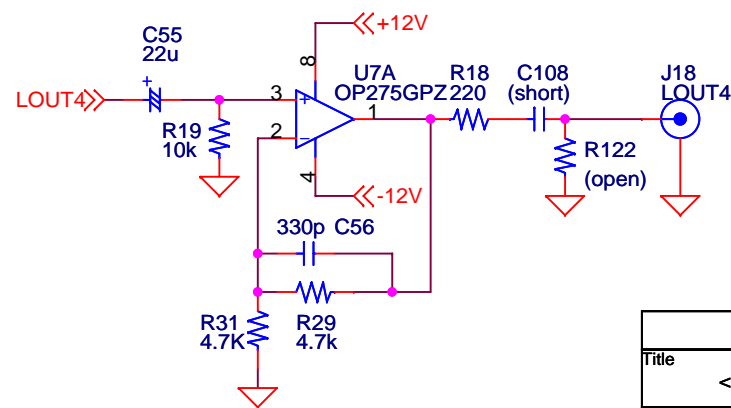 C55
22u
+12V
8
U7A
OP275GPZ
R18
220
C108
(short)
J18
LOUT4
LOUT4
+
3
+
1
2
−
R19
10k
R122
(open)
4
-12V
330p C56
R31
4.7K
R29
4.7k
Title
<